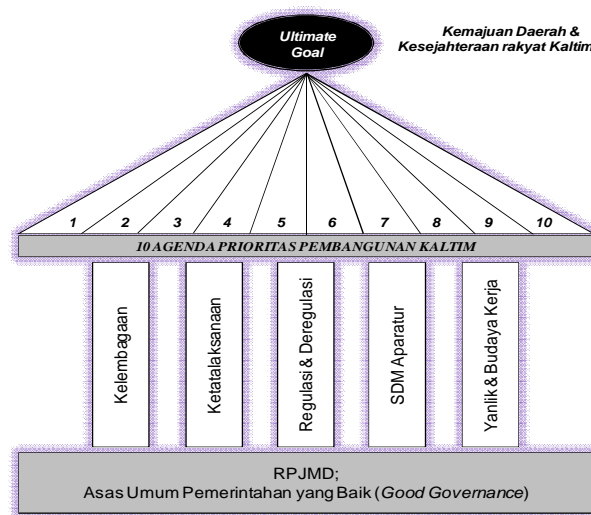 Ultimate
Goal
Kemajuan Daerah &
Kesejahteraan rakyat Kaltim
1 2 3 4 5 6 7 8 9 10
10 AGENDA PRIORITAS PEMBANGUNAN KALTIM
Kelembagaan
Ketatalaksanaan
Regulasi & Deregulasi
SDM Aparatur
Yanlik & Budaya Kerja
RPJMD;
Asas Umum Pemerintahan yang Baik (Good Governance)